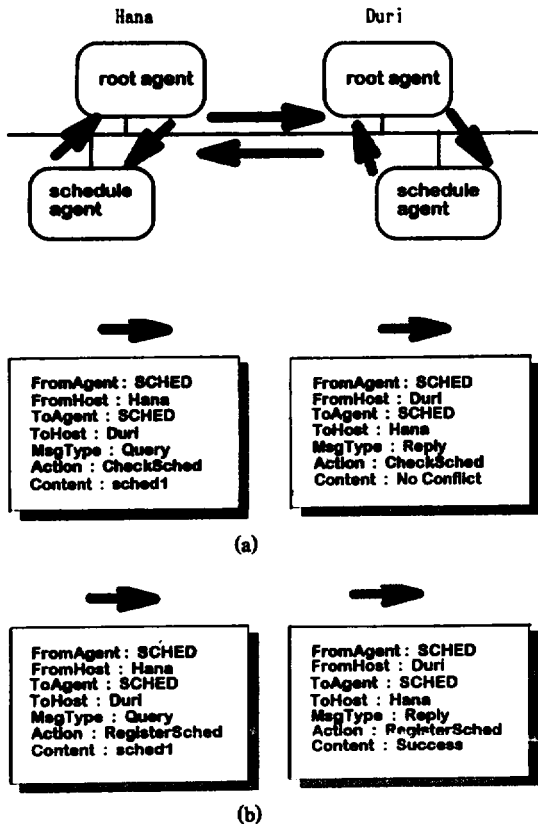 Hana
Duri
root agent
root agent
schedule
agent
schedule
agent
FromAgent : SCHED
FromHost : Hana
ToAgent : SCHED
ToHost : Duri
MsgType : Query
Action : CheckSched
Content : sched1
FromAgent : SCHED
FromHost : Duri
ToAgent : SCHED
ToHost : Hana
MsgType : Reply
Action : CheckSched
Content : No Conflict
(a)
FromAgent: SCHED
FromHost : Hana
ToAgent : SCHED
ToHost : Duri
MsgType : Query
Action : RegisterSched
Content : sched1
FromAgent : SCHED
FromHost : Duri
ToAgent : SCHED
ToHost : Hana
MsgType : Reply
Action : RegisterSched
Content : Success
(b)